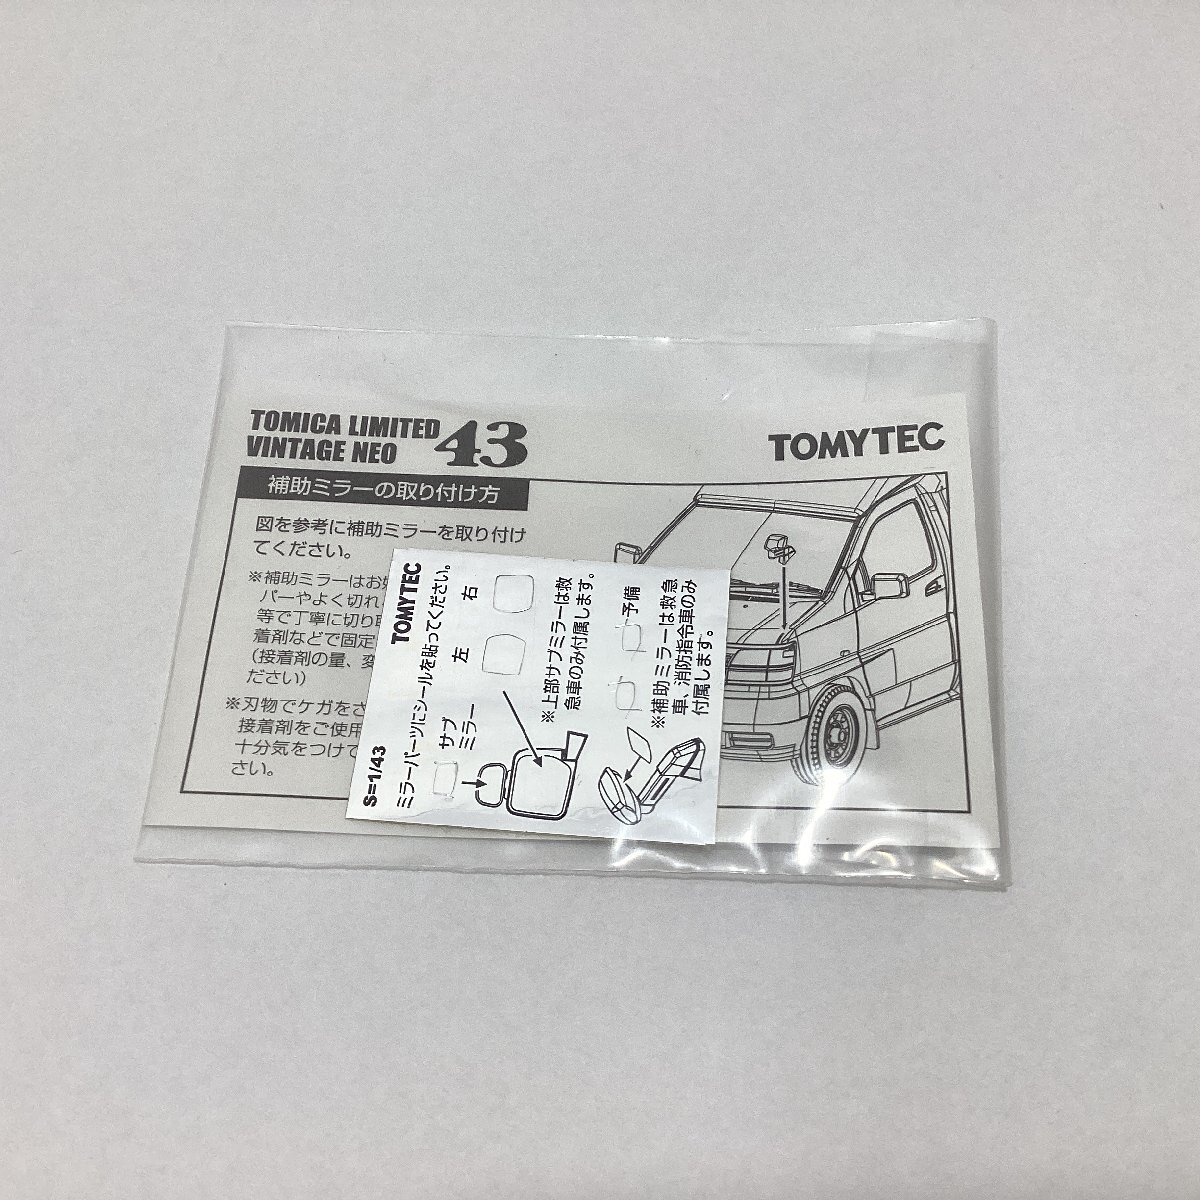 TOMICA LIMITED
VINTAGE NEO
43
TOMYTEC
補助ミラーの取り付け方
図を参考に補助ミラーを取り付け
てください。
※補助ミラーはお
パーやよく切れ
等で丁寧に切り取
着剤などで固定
（接着剤の量、変
ださい）
※刃物でケガをさ
接着剤をご使用
十分気をつけて
さい。
S=1/43
TOMYTEC
ミラーパーツにシールを貼ってください。
サブ
ミラー
左
右
※上部サブミラーは救
急車のみ付属します。
予備
※補助ミラーは救急
車、消防指令車のみ
付属します。